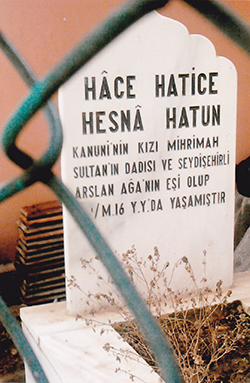 HÂCE HATİCE
HESNÂ HATUN
KANUNİ'NİN KIZI MİHRİMAH
SULTAN'IN DADISI VE SEYDİŞEHİRLİ
ARSLAN AĞA'NIN EŞİ OLUP
/M.16 Y.Y.'DA YAŞAMIŞTIR